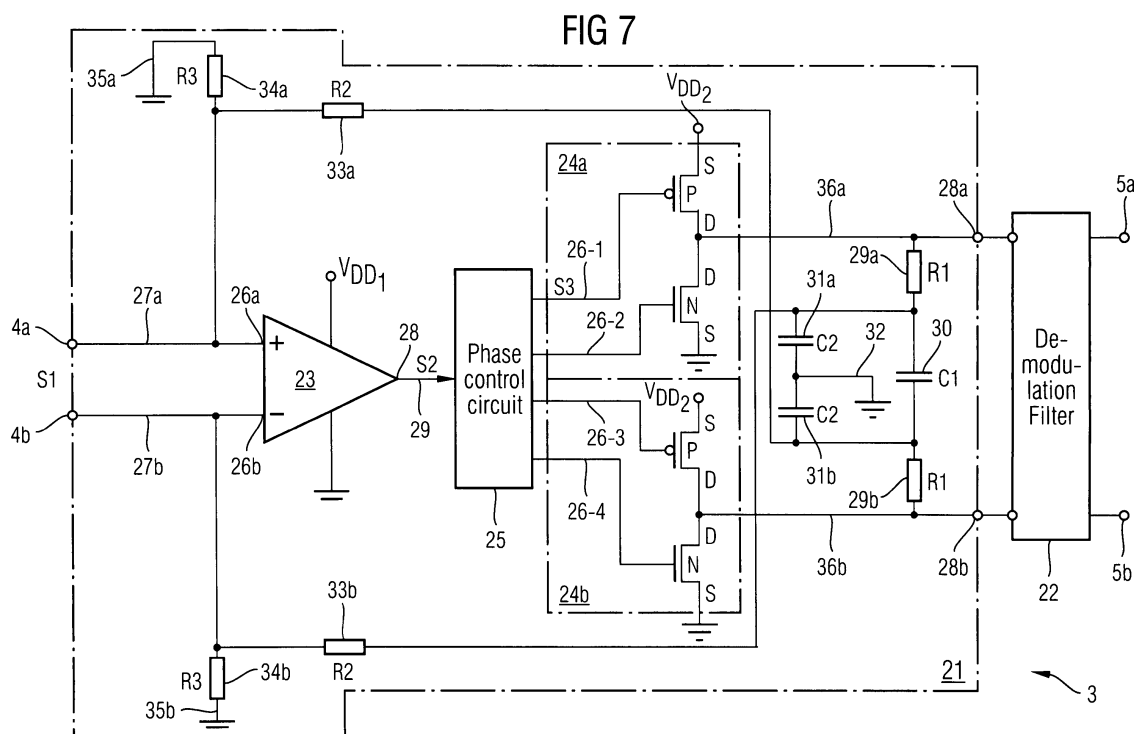 FIG 7
35a
R3
34a
R2
33a
VDD2
24a
S
P
D
36a
28a
5a
26-1
S3
D
N
S
26-2
29a
R1
31a
C2
32
30
C1
De-
modu-
lation
Filter
27a
26a
VDD1
4a
S1
4b
+
23
−
28
S2
29
Phase
control
circuit
27b
26b
VDD2
S
P
D
26-3
26-4
25
C2
31b
29b
R1
D
N
S
36b
28b
22
5b
24b
33b
R2
R3
34b
35b
21
3